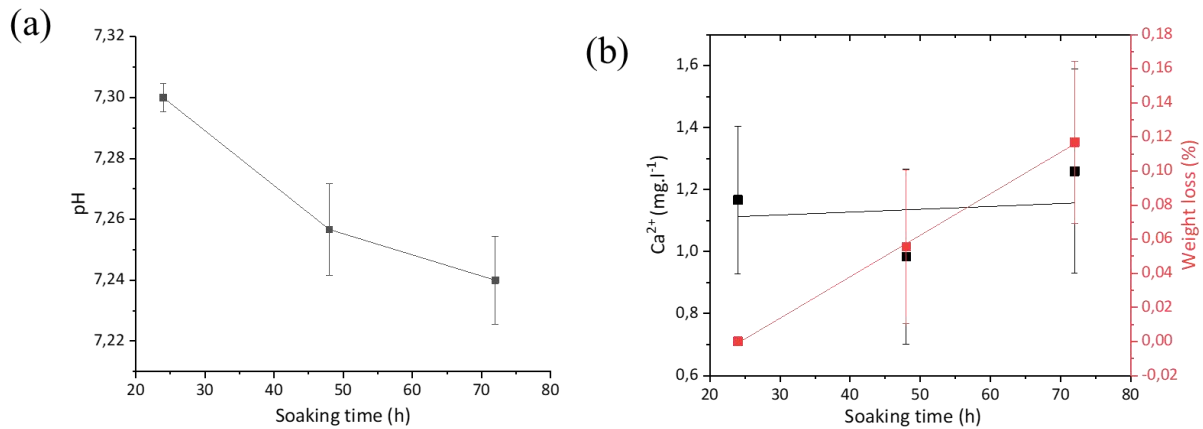 (a)
7,32
7,30
7,28
7,26
7,24
7,22
pH
20 30 40 50 60 70 80
Soaking time (h)
(b)
1,6
1,4
1,2
1,0
0,8
0,6
Ca²⁺ (mg.l⁻¹)
20 30 40 50 60 70 80
Soaking time (h)
0,18
0,16
0,14
0,12
0,10
0,08
0,06
0,04
0,02
0,00
-0,02
Weight loss (%)